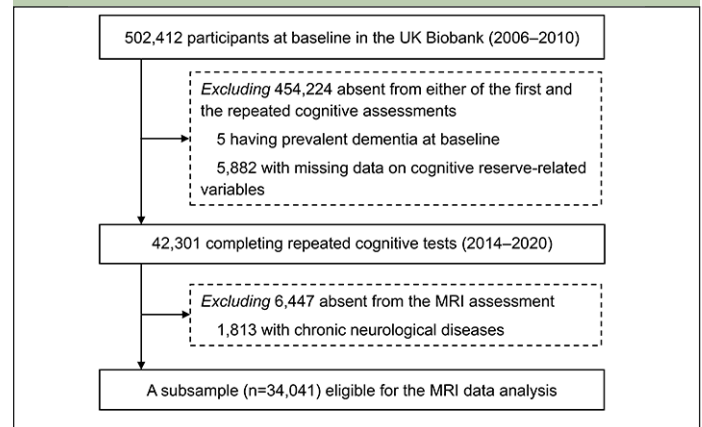 502,412 participants at baseline in the UK Biobank (2006–2010)
Excluding 454,224 absent from either of the first and
the repeated cognitive assessments
5 having prevalent dementia at baseline
5,882 with missing data on cognitive reserve-related
variables
42,301 completing repeated cognitive tests (2014–2020)
Excluding 6,447 absent from the MRI assessment
1,813 with chronic neurological diseases
A subsample (n=34,041) eligible for the MRI data analysis